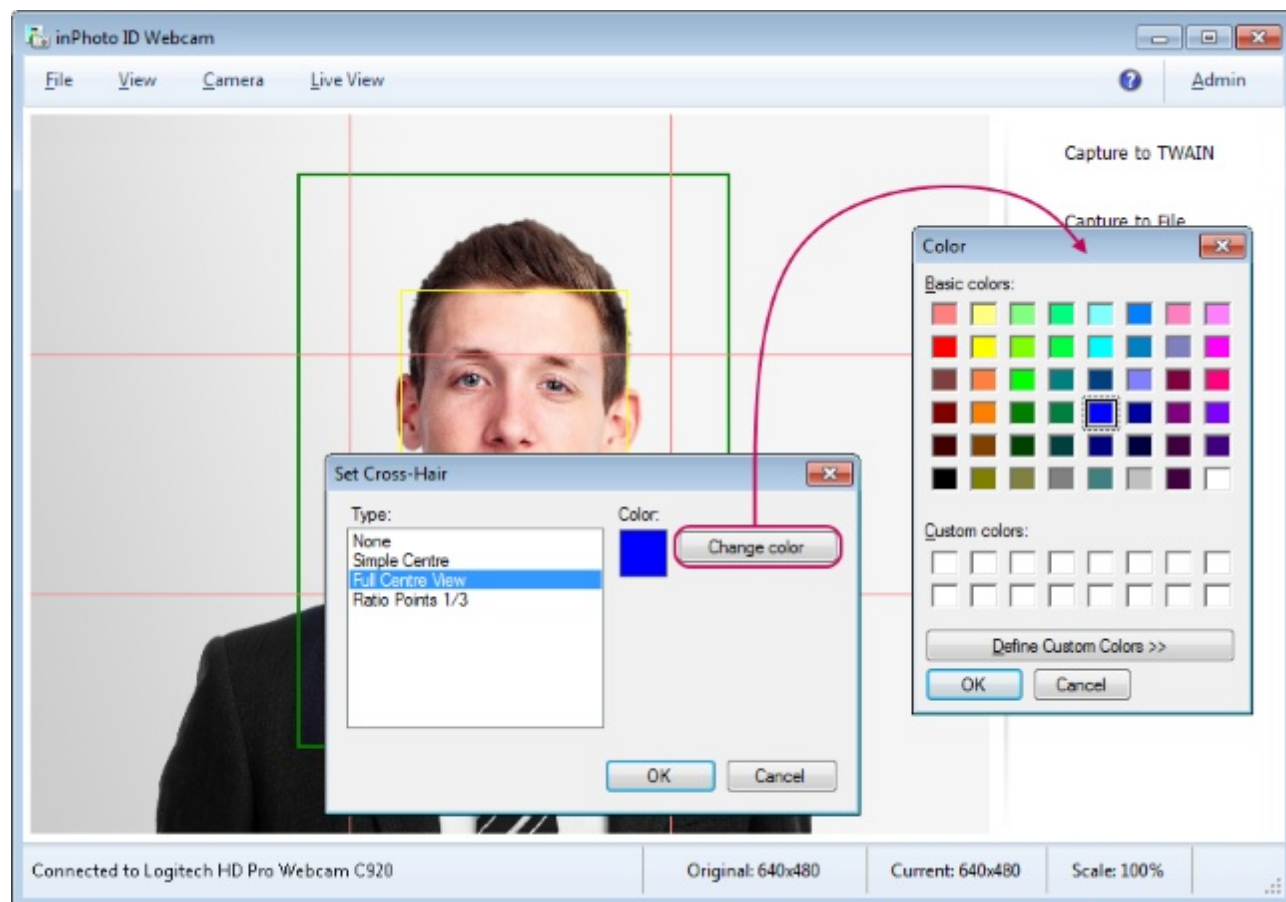 inPhoto ID Webcam
File View Camera Live View Admin
Capture to TWAIN
Capture to File
Color
Basic colors:
Set Cross-Hair
Type:
Color:
None
Simple Centre
Full Centre View
Ratio Points 1/3
Change color
Custom colors:
Define Custom Colors >>
OK Cancel
OK Cancel
Connected to Logitech HD Pro Webcam C920 Original: 640x480 Current: 640x480 Scale: 100%